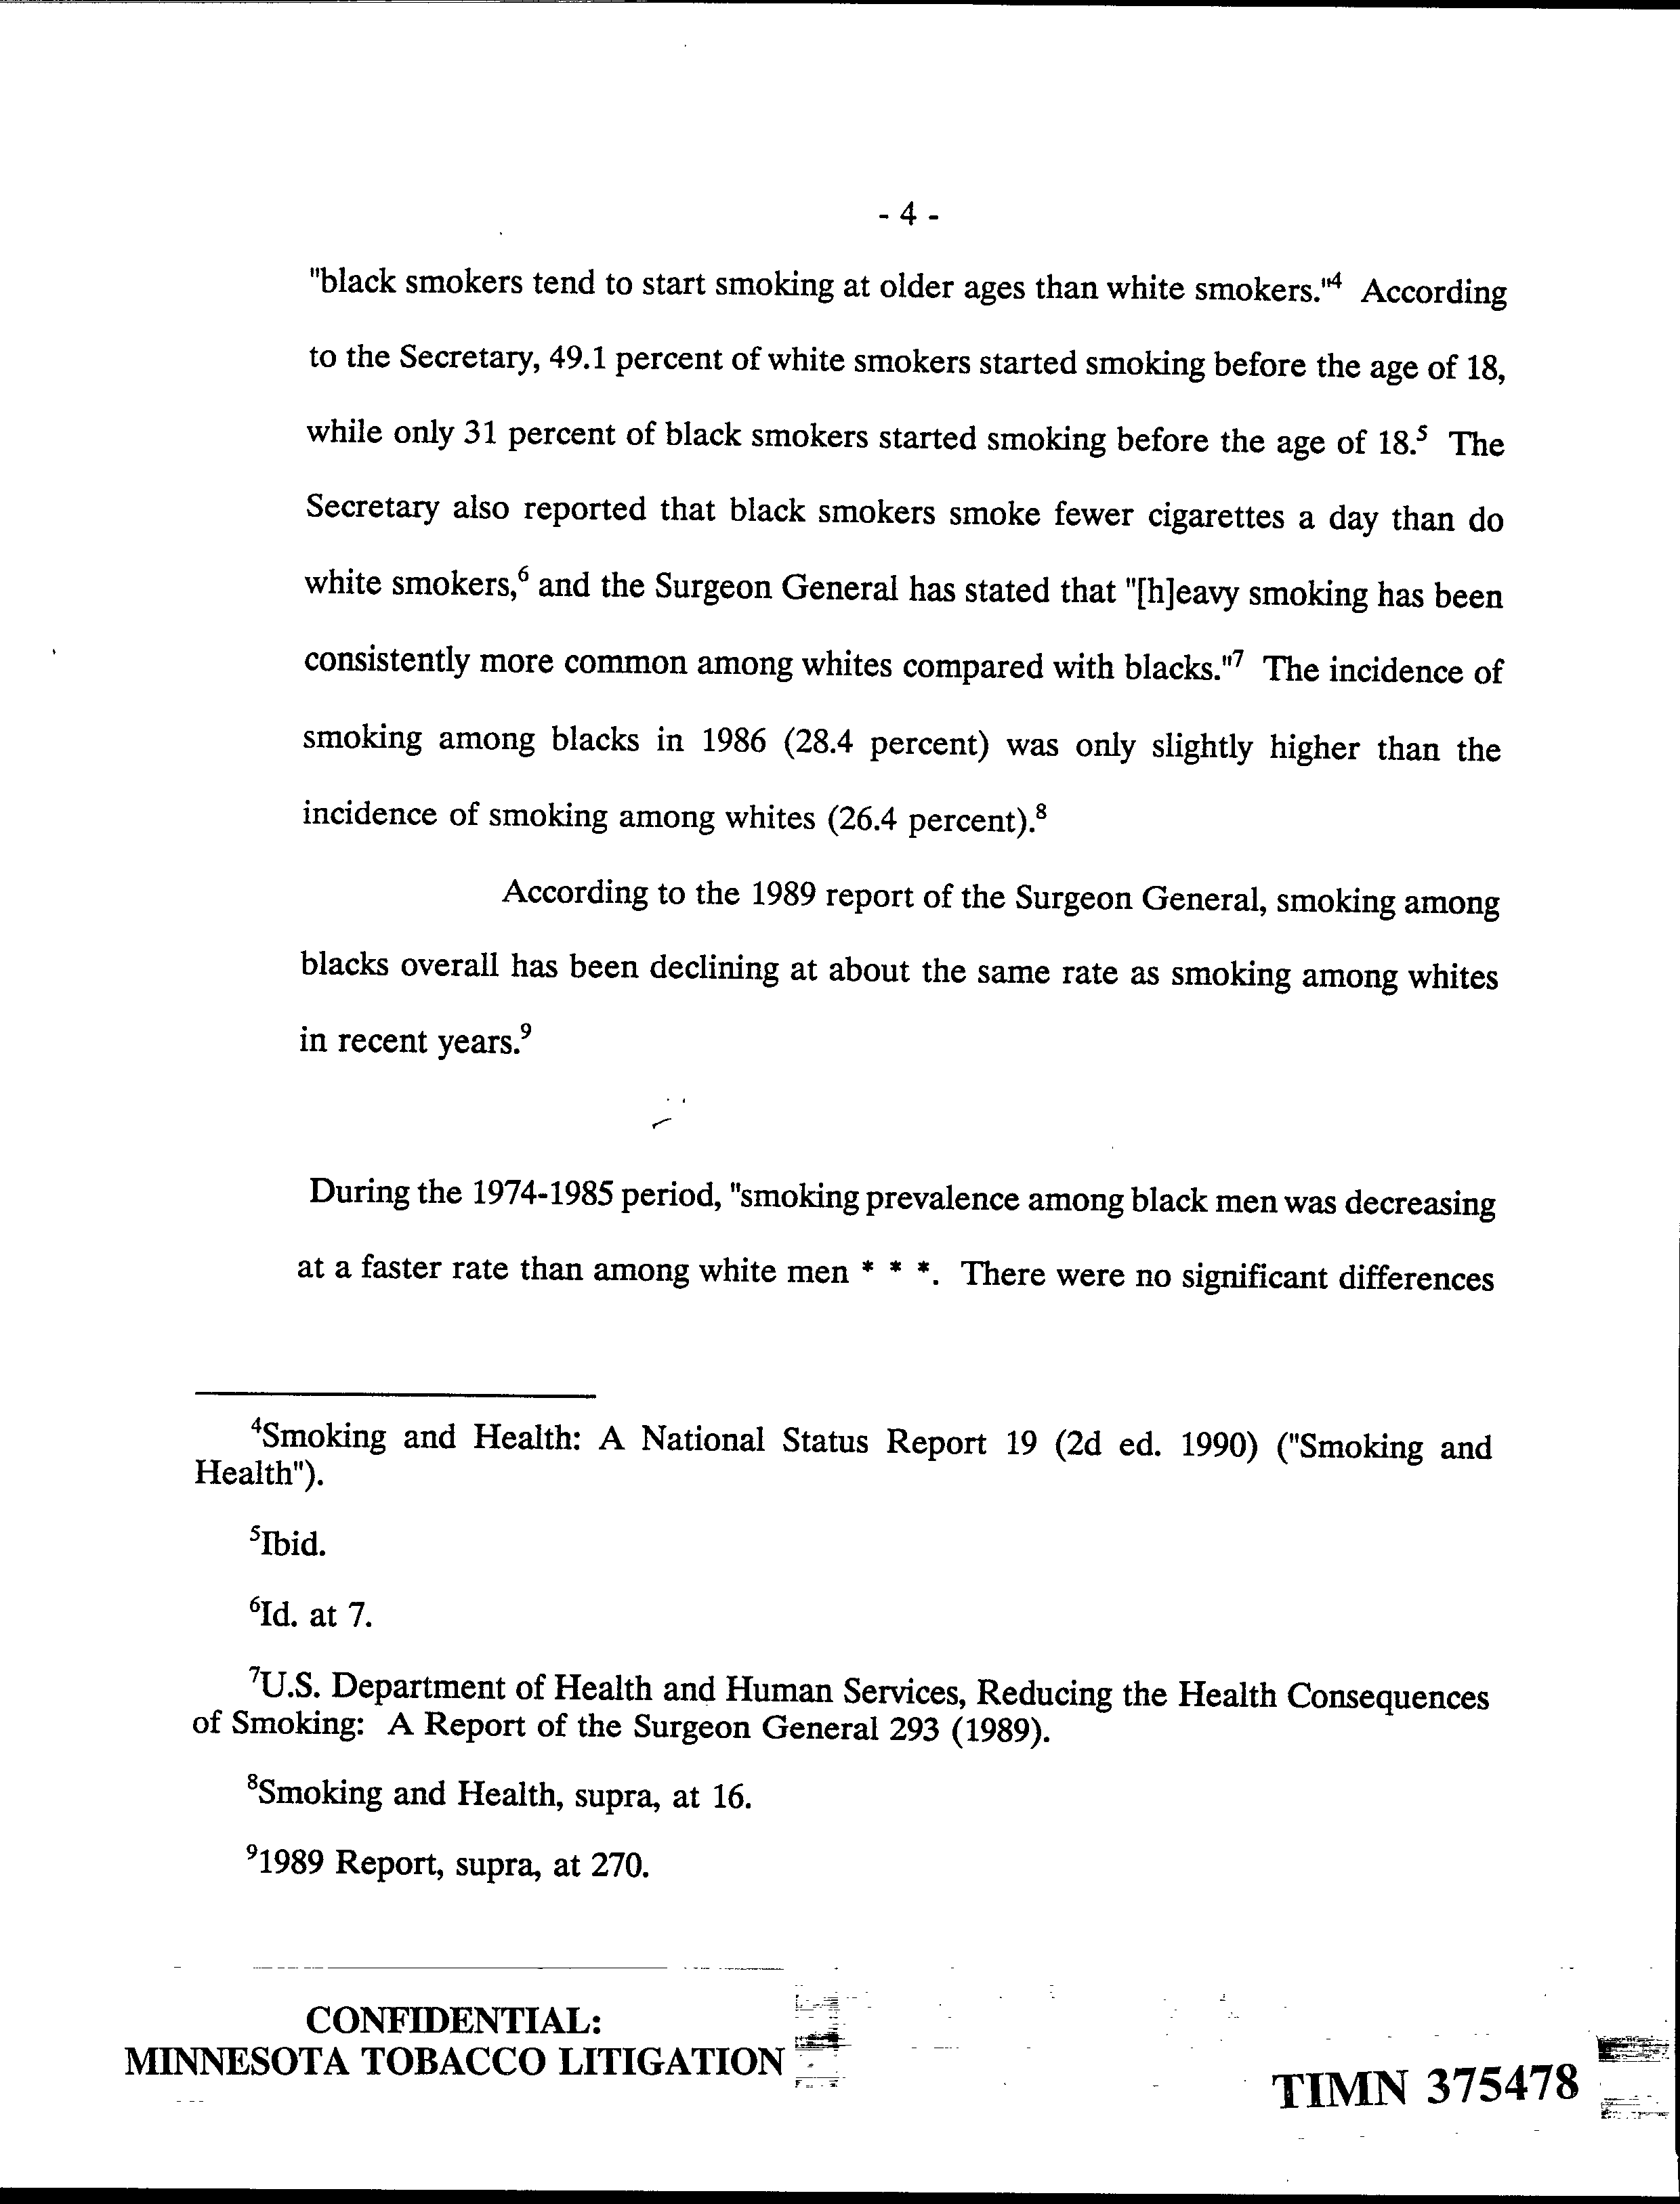 - 4 -
"black smokers tend to start smoking at older ages than white smokers."4 According
to the Secretary, 49.1 percent of white smokers started smoking before the age of 18,
while only 31 percent of black smokers started smoking before the age of 18.5 The
Secretary also reported that black smokers smoke fewer cigarettes a day than do
white smokers,6 and the Surgeon General has stated that "[h]eavy smoking has been
consistently more common among whites compared with blacks."7 The incidence of
smoking among blacks in 1986 (28.4 percent) was only slightly higher than the
incidence of smoking among whites (26.4 percent).8
According to the 1989 report of the Surgeon General, smoking among
blacks overall has been declining at about the same rate as smoking among whites
in recent years.9
During the 1974-1985 period, "smoking prevalence among black men was decreasing
at a faster rate than among white men * * *. There were no significant differences
4Smoking and Health: A National Status Report 19 (2d ed. 1990) ("Smoking and
Health").
5Ibid.
6Id. at 7.
7U.S. Department of Health and Human Services, Reducing the Health Consequences
of Smoking: A Report of the Surgeon General 293 (1989).
8Smoking and Health, supra, at 16.
91989 Report, supra, at 270.
CONFIDENTIAL:
MINNESOTA TOBACCO LITIGATION
TIMN 375478